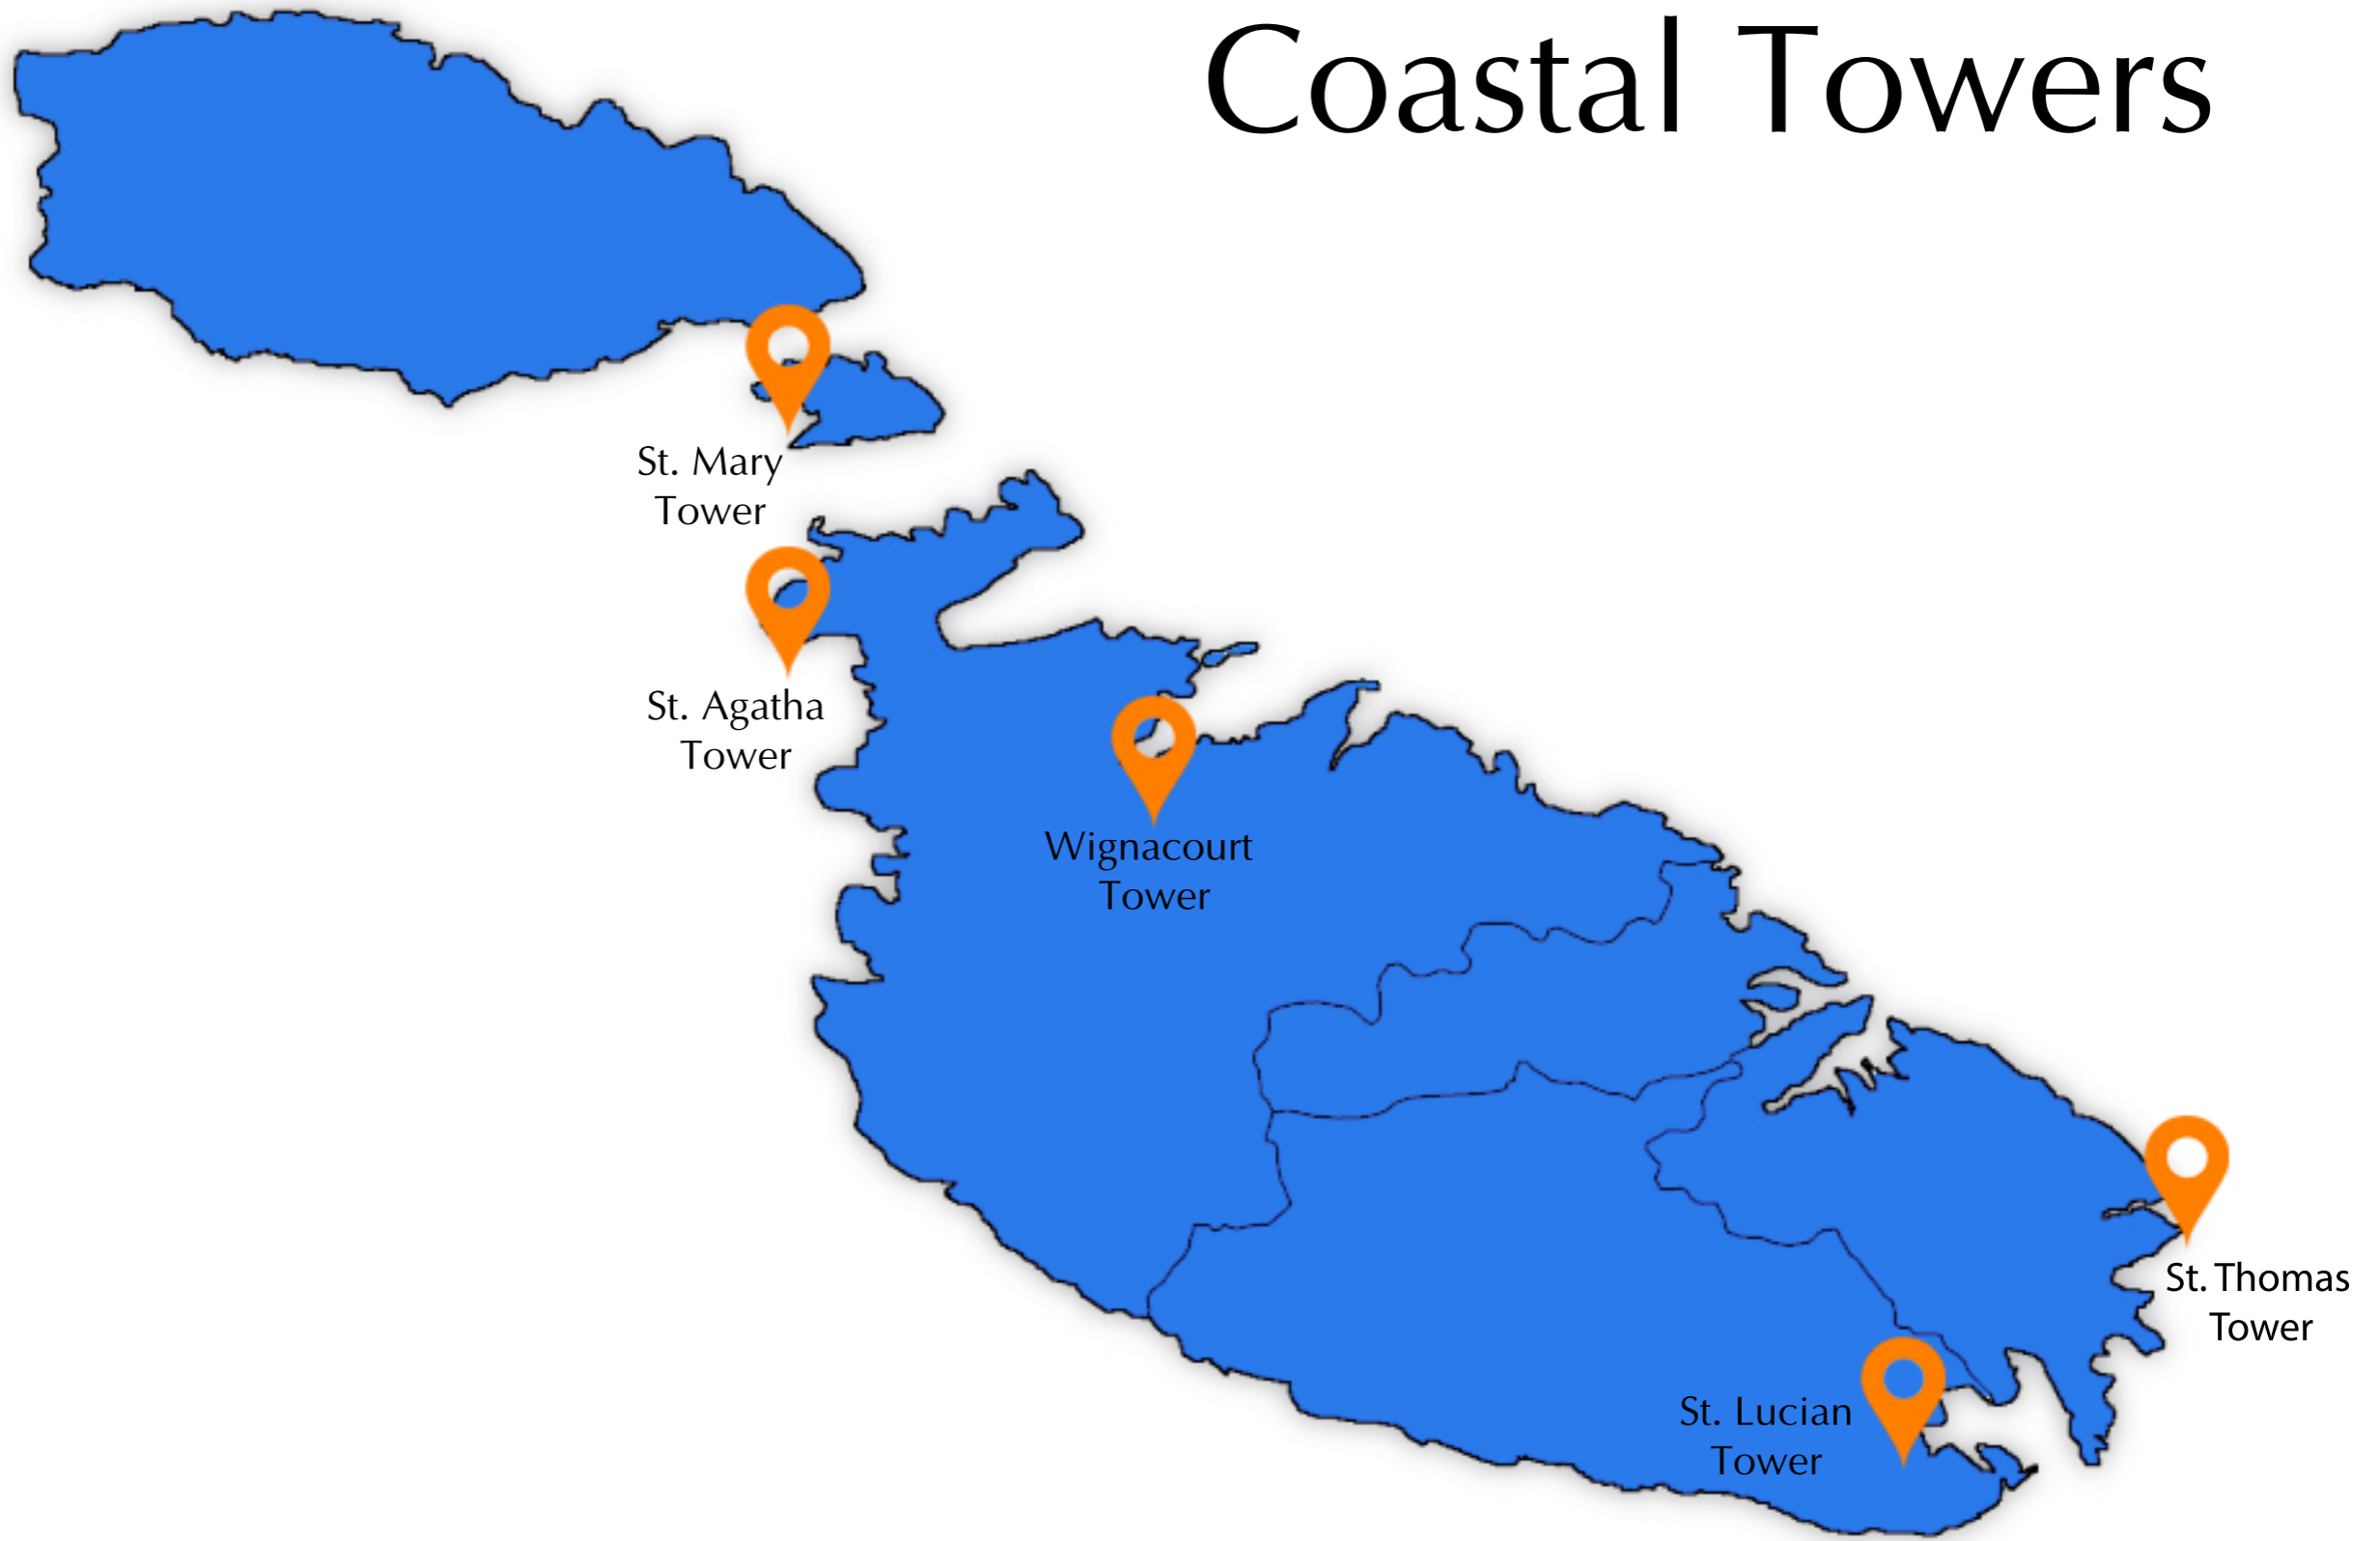 Coastal Towers
St. Mary
Tower
St. Agatha
Tower
Wignacourt
Tower
St. Thomas
Tower
St. Lucian
Tower